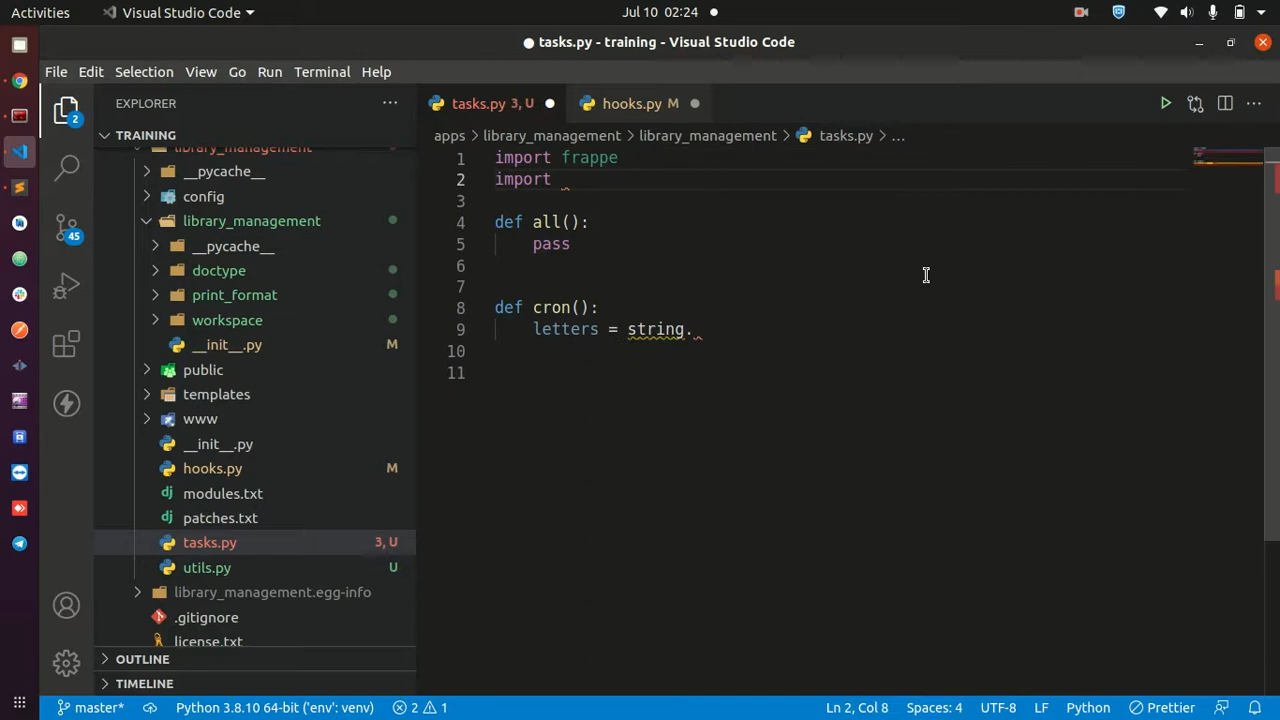 Activities
Visual Studio Code
Jul 10 02:24
tasks.py - training - Visual Studio Code
File Edit Selection View Go Run Terminal Help
EXPLORER
tasks.py 3, U
hooks.py M
TRAINING
apps library_management library_management tasks.py ...
library_management
__pycache__
config
library_management
__pycache__
doctype
print_format
workspace
__init__.py M
public
templates
www
__init__.py
hooks.py M
modules.txt
patches.txt
tasks.py 3, U
utils.py U
library_management.egg-info
.gitignore
license.txt
OUTLINE
TIMELINE
2
45
1 import frappe
2 import
3
4 def all():
5 pass
6
7
8 def cron():
9 letters = string.
10
11
master* Python 3.8.10 64-bit ('env': venv) 2 1 Ln 2, Col 8 Spaces: 4 UTF-8 LF Python Prettier